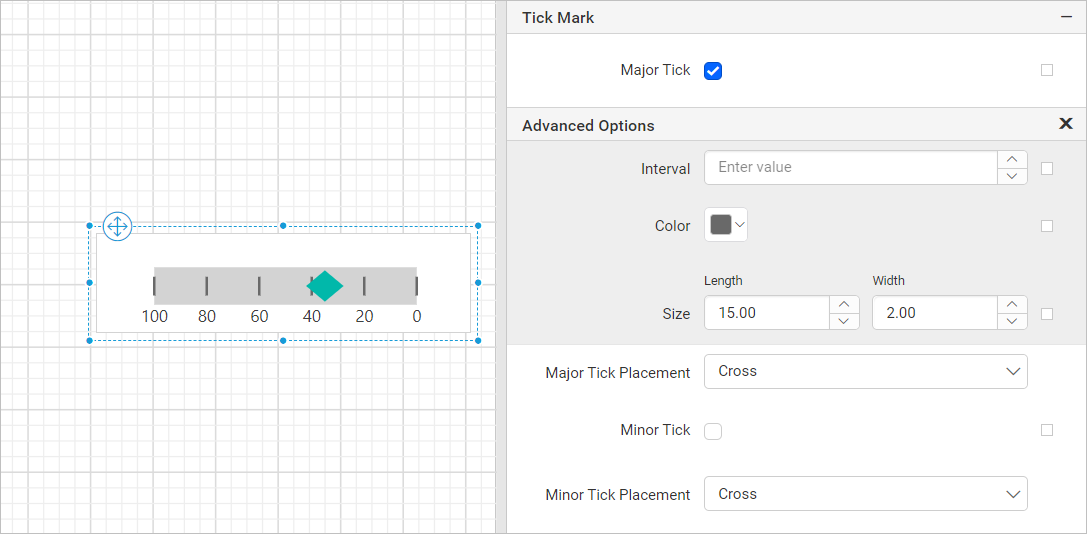 Tick Mark
Major Tick
Advanced Options
Interval Enter value
Color
Length Width
Size 15.00 2.00
100 80 60 40 20 0
Major Tick Placement Cross
Minor Tick
Minor Tick Placement Cross